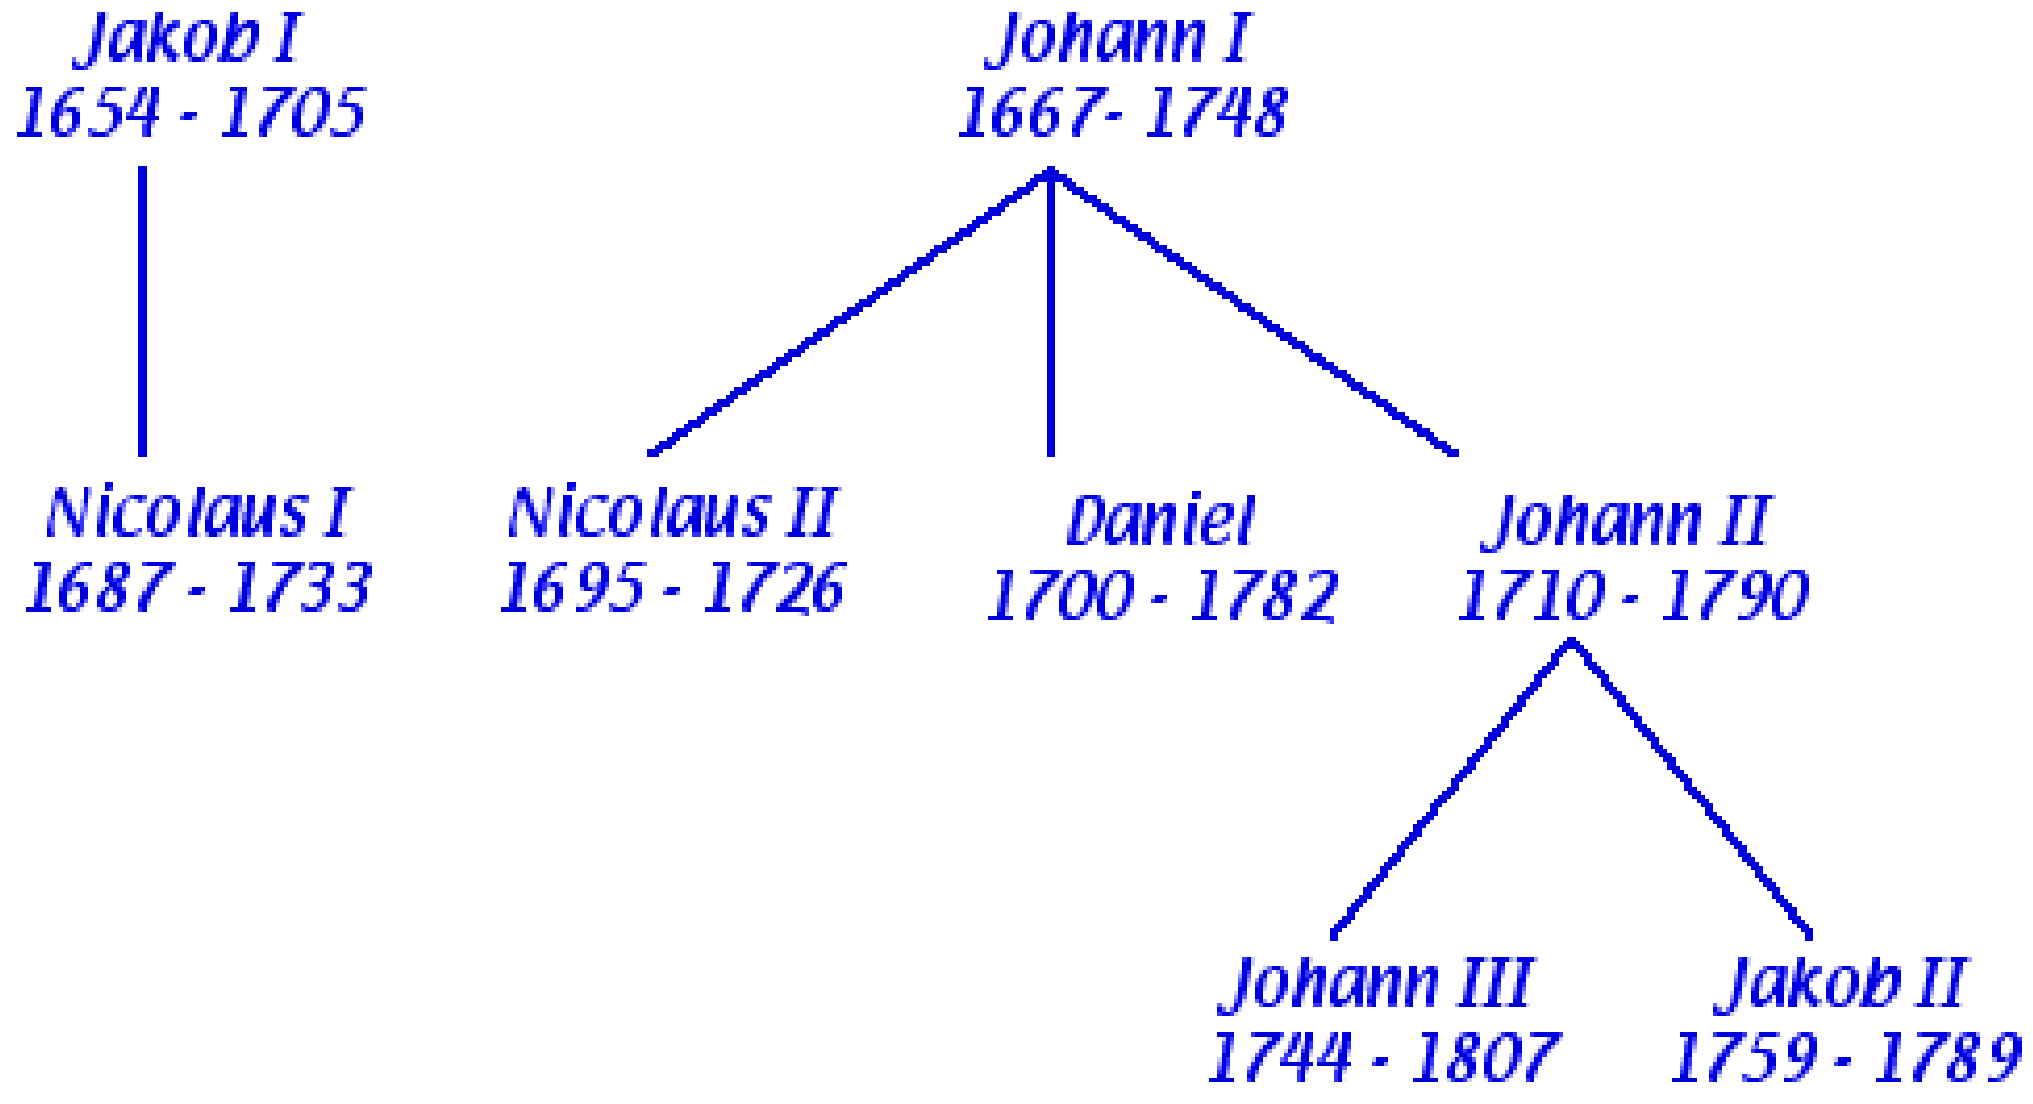 Jakob I
1654 - 1705
Johann I
1667- 1748
Nicolaus I
1687 - 1733
Nicolaus II
1695 - 1726
Daniel
1700 - 1782
Johann II
1710 - 1790
Johann III
1744 - 1807
Jakob II
1759 - 1789